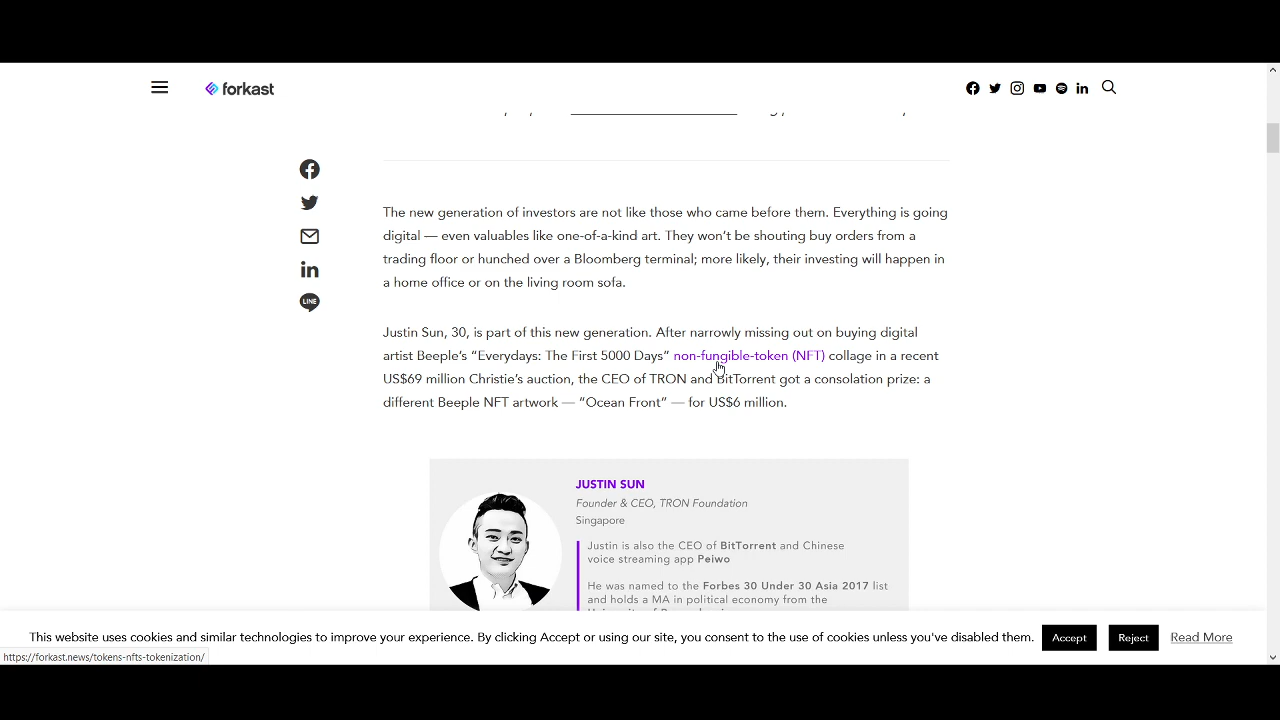 forkast
The new generation of investors are not like those who came before them. Everything is going
digital — even valuables like one-of-a-kind art. They won't be shouting buy orders from a
trading floor or hunched over a Bloomberg terminal; more likely, their investing will happen in
a home office or on the living room sofa.
LINE
Justin Sun, 30, is part of this new generation. After narrowly missing out on buying digital
artist Beeple's “Everydays: The First 5000 Days” non-fungible-token (NFT) collage in a recent
US$69 million Christie's auction, the CEO of TRON and BitTorrent got a consolation prize: a
different Beeple NFT artwork — “Ocean Front” — for US$6 million.
JUSTIN SUN
Founder & CEO, TRON Foundation
Singapore
Justin is also the CEO of BitTorrent and Chinese
voice streaming app Peiwo
He was named to the Forbes 30 Under 30 Asia 2017 list
and holds a MA in political economy from the
This website uses cookies and similar technologies to improve your experience. By clicking Accept or using our site, you consent to the use of cookies unless you've disabled them. Accept Reject Read More
https://forkast.news/tokens-nfts-tokenization/